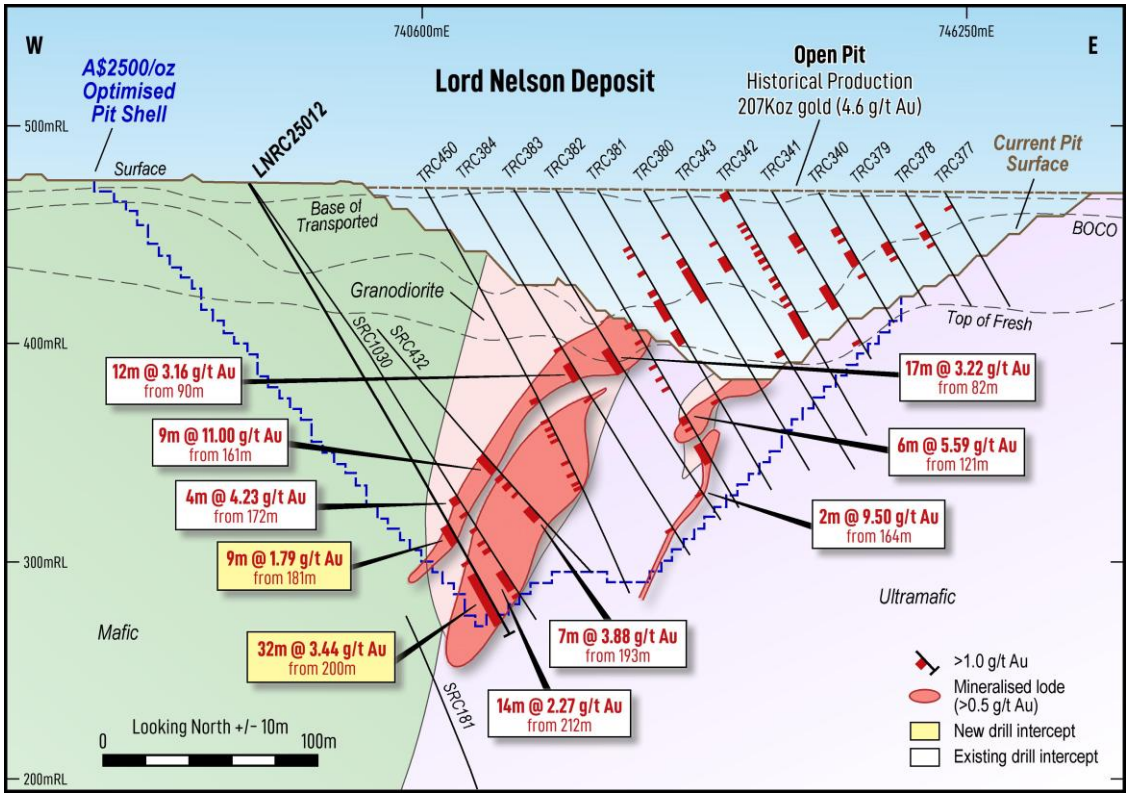 740600mE
746250mE
W
E
A$2500/oz
Optimised
Pit Shell
Lord Nelson Deposit
Open Pit
Historical Production
207Koz gold (4.6 g/t Au)
500mRL
LNRC25012
TRC450
TRC384
TRC383
TRC382
TRC381
TRC380
TRC343
TRC342
TRC341
TRC340
TRC379
TRC378
TRC377
Current Pit
Surface
Surface
Base of
Transported
BOCO
Granodiorite
Top of Fresh
SRC1030
SRC432
400mRL
12m @ 3.16 g/t Au
from 90m
17m @ 3.22 g/t Au
from 82m
9m @ 11.00 g/t Au
from 161m
6m @ 5.59 g/t Au
from 121m
4m @ 4.23 g/t Au
from 172m
2m @ 9.50 g/t Au
from 164m
9m @ 1.79 g/t Au
from 181m
300mRL
Ultramafic
Mafic
32m @ 3.44 g/t Au
from 200m
7m @ 3.88 g/t Au
from 193m
14m @ 2.27 g/t Au
from 212m
SRC181
>1.0 g/t Au
Mineralised lode
(>0.5 g/t Au)
New drill intercept
Existing drill intercept
Looking North +/- 10m
0
100m
200mRL